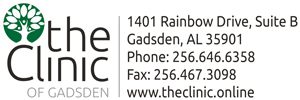 the
Clinic
OF GADSDEN
1401 Rainbow Drive, Suite B
Gadsden, AL 35901
Phone: 256.646.6358
Fax: 256.467.3098
www.theclinic.online